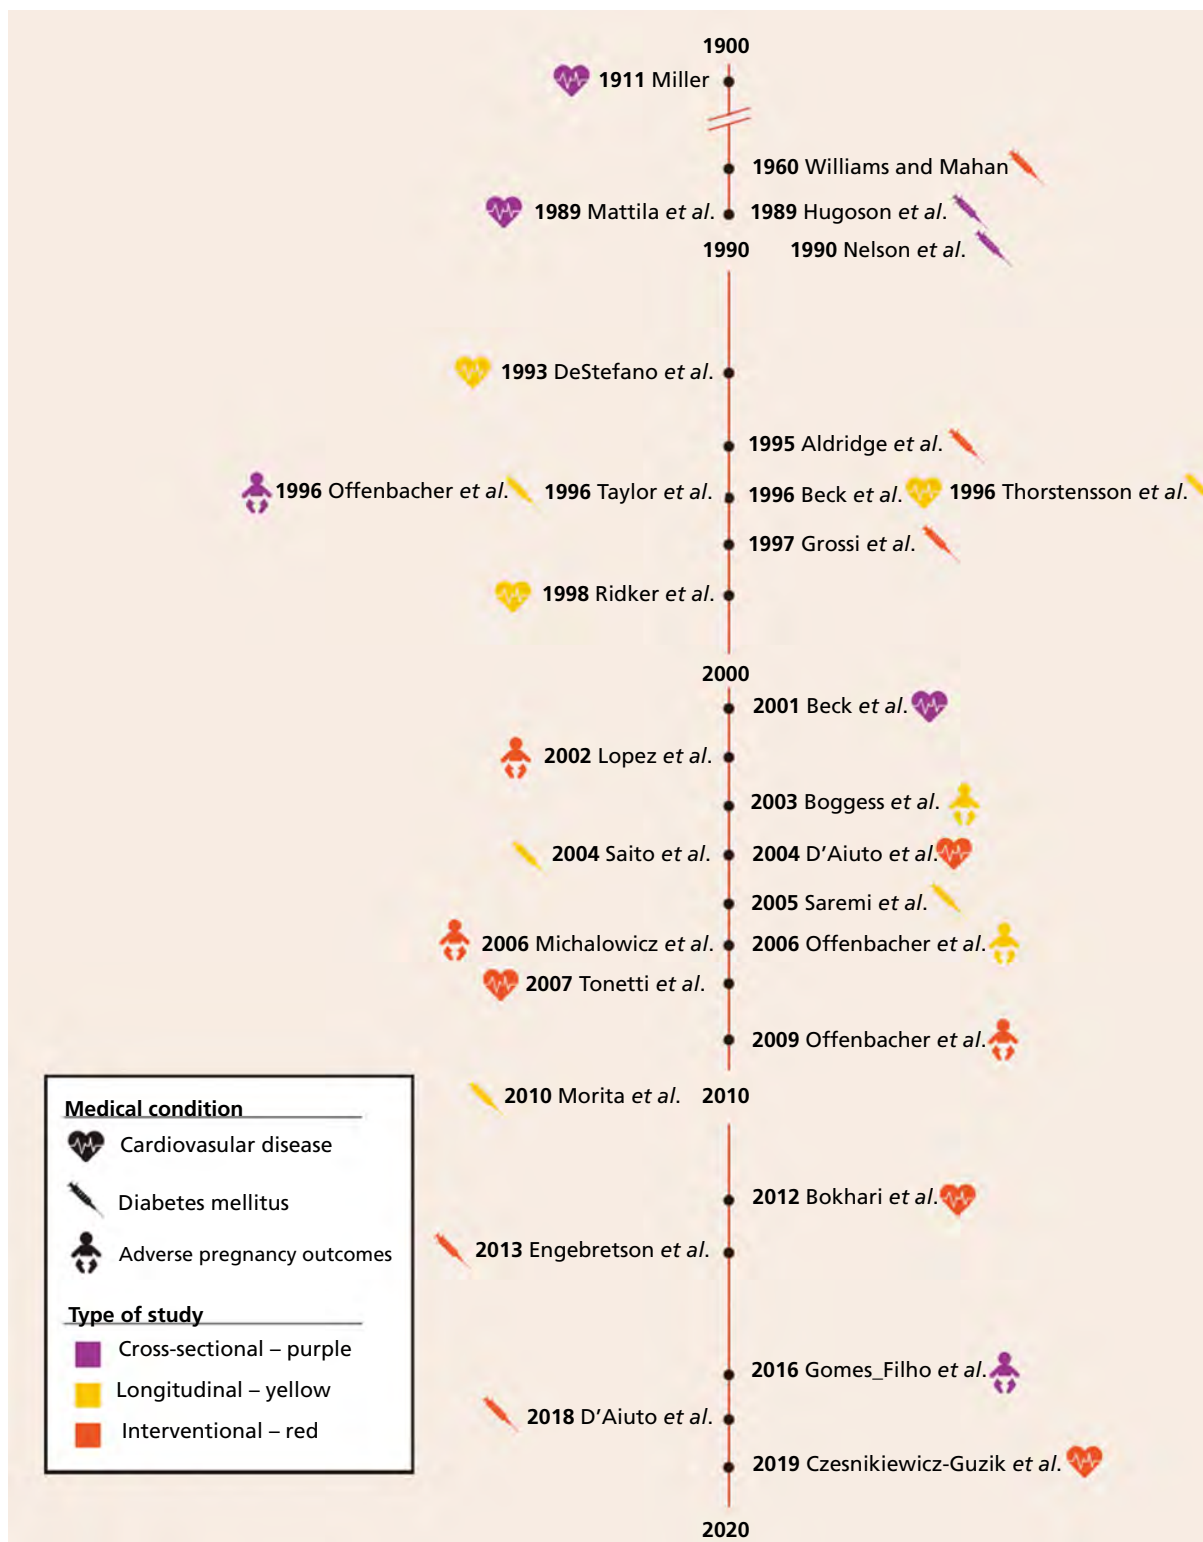 1900
1911 Miller
1960 Williams and Mahan
1989 Mattila et al. 1989 Hugoson et al.
1990 1990 Nelson et al.
1993 DeStefano et al.
1995 Aldridge et al.
1996 Offenbacher et al. 1996 Taylor et al. 1996 Beck et al. 1996 Thorstensson et al.
1997 Grossi et al.
1998 Ridker et al.
2000
2001 Beck et al.
2002 Lopez et al.
2003 Boggess et al.
2004 Saito et al. 2004 D'Aiuto et al.
2005 Saremi et al.
2006 Michalowicz et al. 2006 Offenbacher et al.
2007 Tonetti et al.
2009 Offenbacher et al.
2010 Morita et al. 2010
2012 Bokhari et al.
2013 Engebretson et al.
2016 Gomes_Filho et al.
2018 D'Aiuto et al.
2019 Czesnikiewicz-Guzik et al.
2020
Medical condition
Cardiovasular disease
Diabetes mellitus
Adverse pregnancy outcomes
Type of study
Cross-sectional – purple
Longitudinal – yellow
Interventional – red